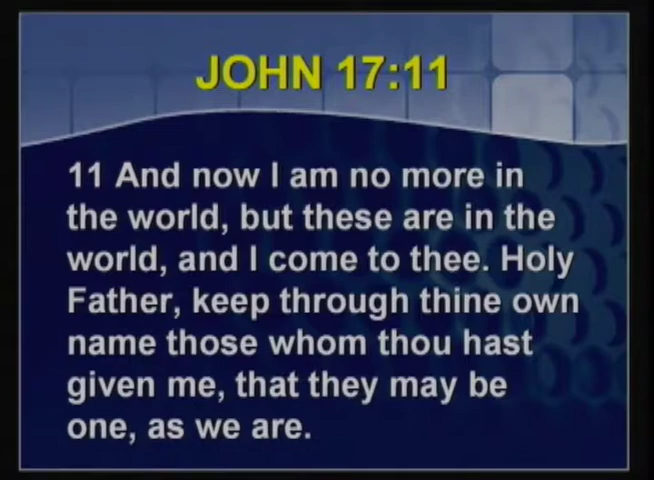 JOHN 17:11
11 And now I am no more in
the world, but these are in the
world, and I come to thee. Holy
Father, keep through thine own
name those whom thou hast
given me, that they may be
one, as we are.